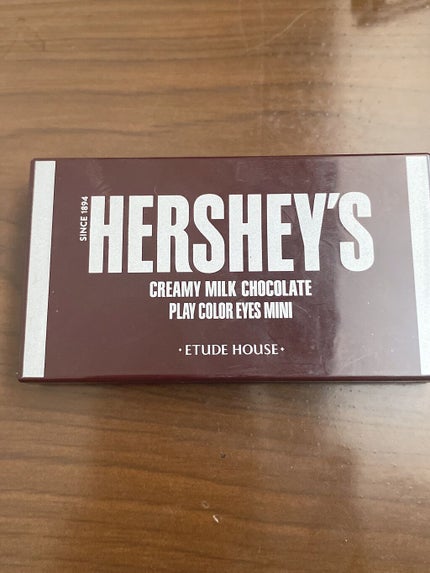 SINCE 1894
HERSHEY'S
CREAMY MILK CHOCOLATE
PLAY COLOR EYES MINI
·ETUDE HOUSE·